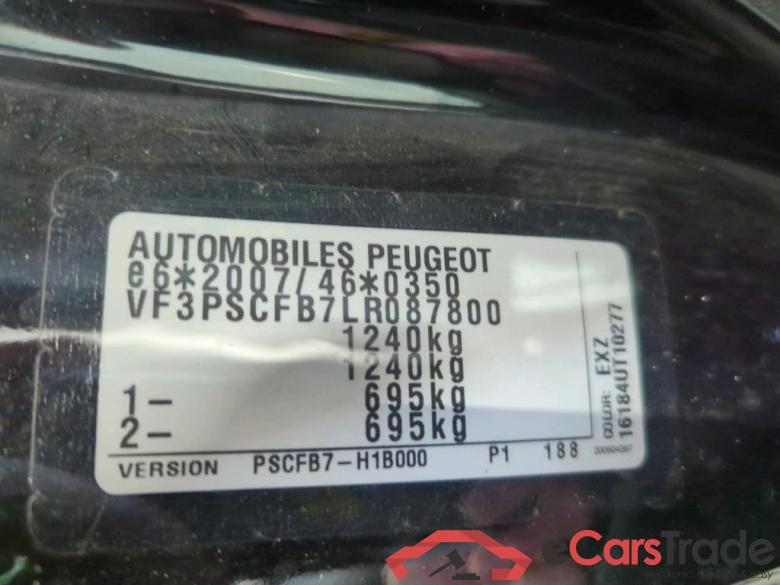 AUTOMOBILES PEUGEOT
e6*2007/46*0350
VF3PSCFB7LR087800
1240kg
1240kg
1- 695kg
2- 695kg
VERSION PSCFB7-H1B000 P1 188
COLOR: EXZ
16184UT10277
eCarsTrade